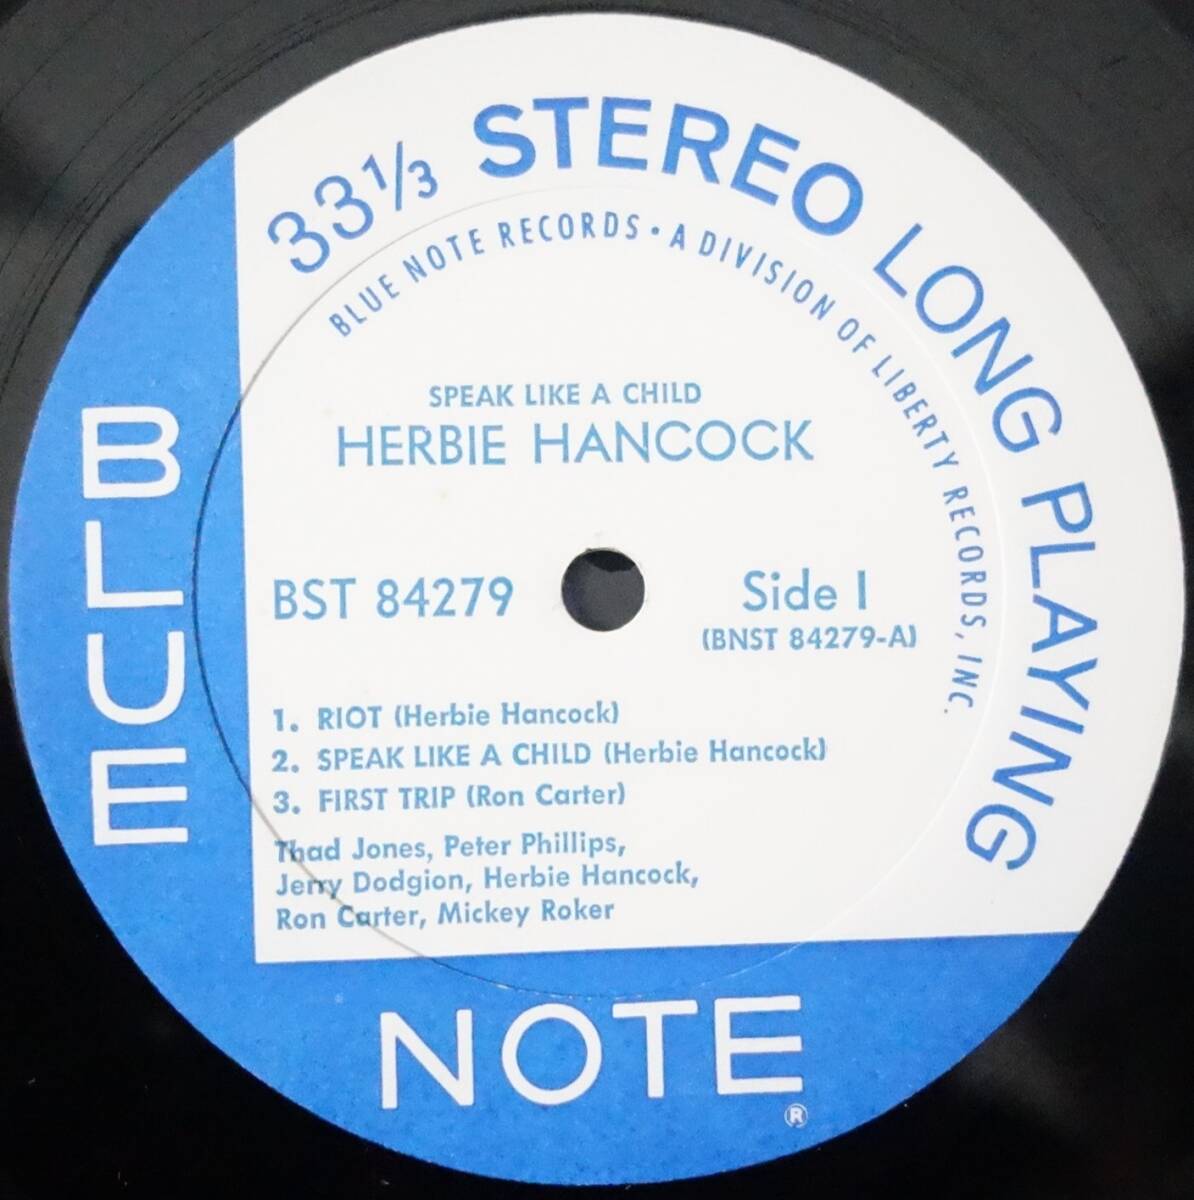 33 1/3 STEREO LONG PLAYING
BLUE NOTE RECORDS • A DIVISION OF LIBERTY RECORDS, INC.
SPEAK LIKE A CHILD
HERBIE HANCOCK
BST 84279
Side I
(BNST 84279-A)
1. RIOT (Herbie Hancock)
2. SPEAK LIKE A CHILD (Herbie Hancock)
3. FIRST TRIP (Ron Carter)
Thad Jones, Peter Phillips,
Jerry Dodgion, Herbie Hancock,
Ron Carter, Mickey Roker
BLUE
NOTE
®